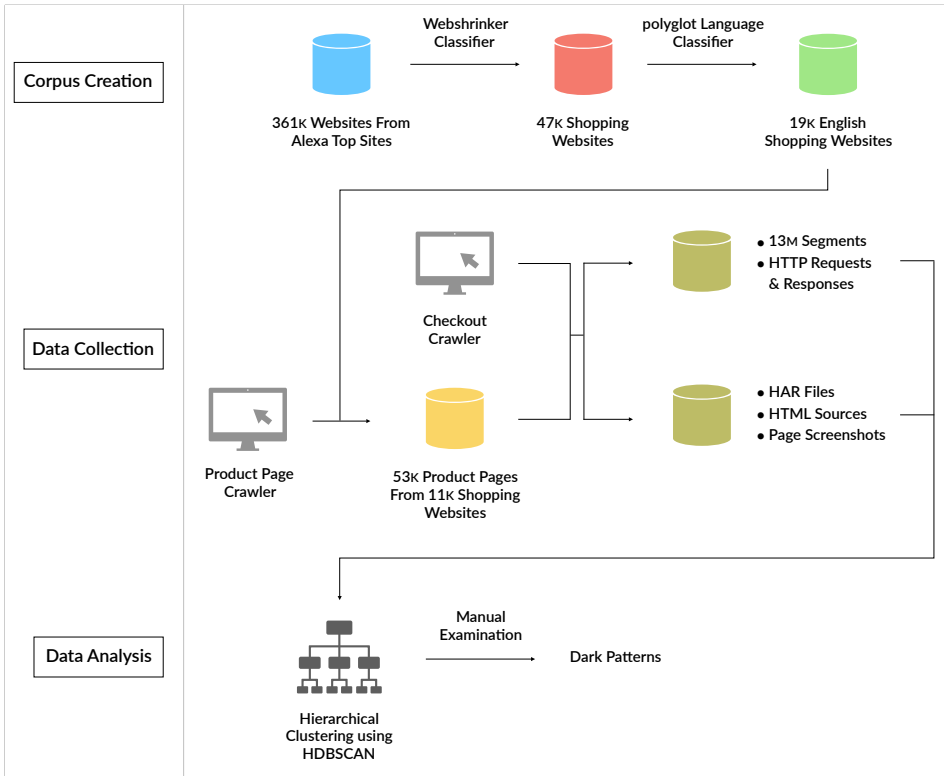 Corpus Creation
Webshrinker
Classifier
polyglot Language
Classifier
361K Websites From
Alexa Top Sites
47K Shopping
Websites
19K English
Shopping Websites
Data Collection
Checkout
Crawler
• 13M Segments
• HTTP Requests
& Responses
Product Page
Crawler
53K Product Pages
From 11K Shopping
Websites
• HAR Files
• HTML Sources
• Page Screenshots
Data Analysis
Hierarchical
Clustering using
HDBSCAN
Manual
Examination
Dark Patterns